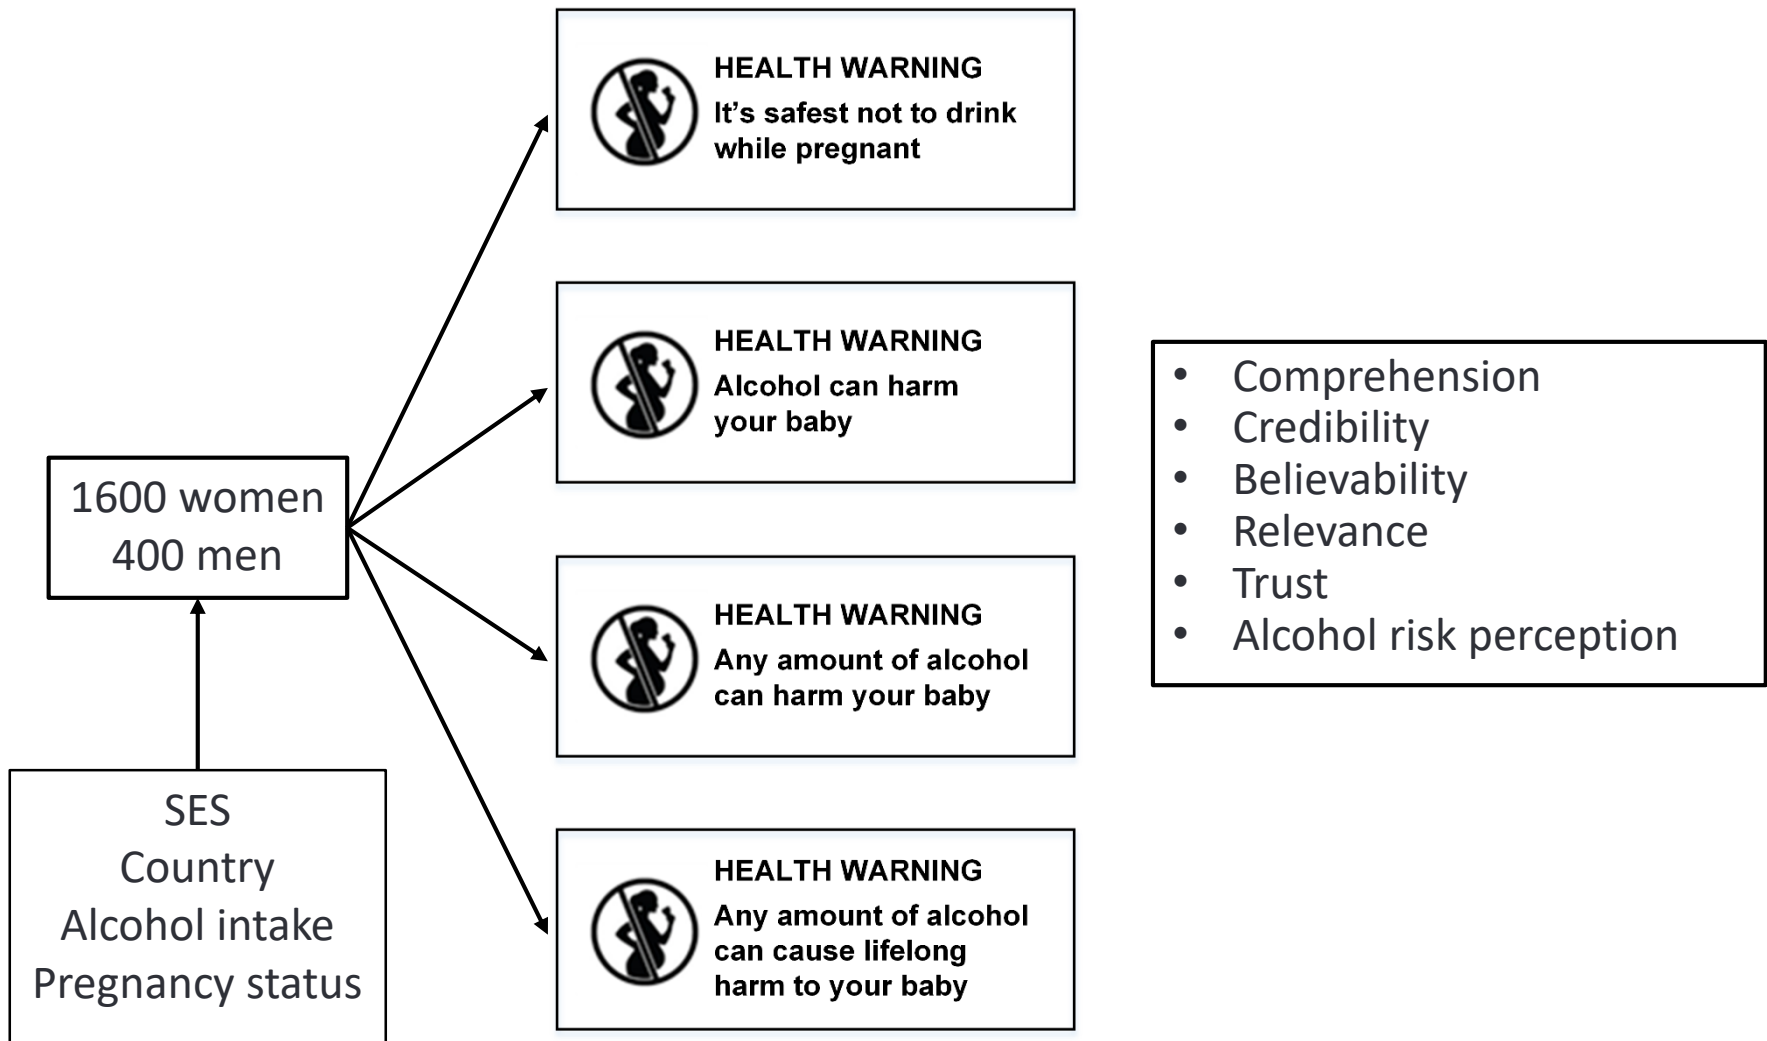 HEALTH WARNING
It's safest not to drink
while pregnant
HEALTH WARNING
Alcohol can harm
your baby
1600 women
400 men
HEALTH WARNING
Any amount of alcohol
can harm your baby
SES
Country
Alcohol intake
Pregnancy status
HEALTH WARNING
Any amount of alcohol
can cause lifelong
harm to your baby
• Comprehension
• Credibility
• Believability
• Relevance
• Trust
• Alcohol risk perception